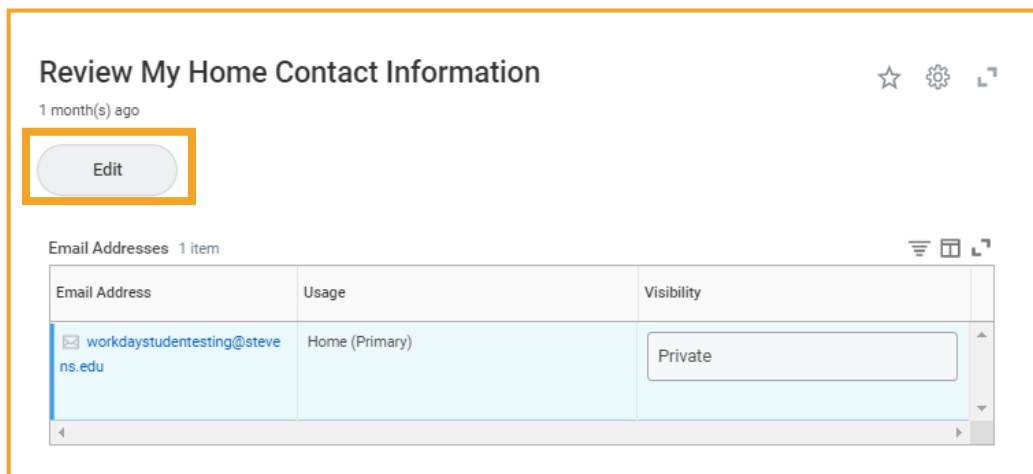 Review My Home Contact Information
1 month(s) ago
Edit
Email Addresses 1 item
Email Address Usage Visibility
workdaystudentesting@steve Home (Primary) Private
ns.edu